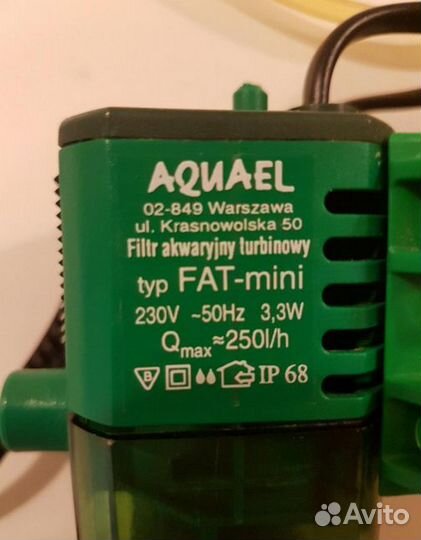 AQUAEL
02-849 Warszawa
ul. Krasnowolska 50
Filtr akwaryjny turbinowy
typ FAT-mini
230V ~50Hz 3,3W
Qmax≈250l/h
B IP 68
Avito